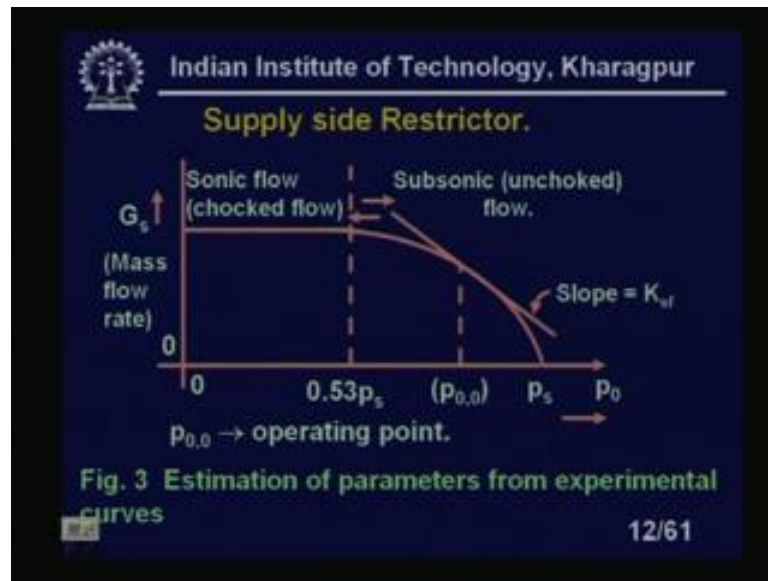 Indian Institute of Technology, Kharagpur
Supply side Restrictor.
Sonic flow
(chocked flow)
Subsonic (unchoked)
flow.
Gs
(Mass
flow
rate)
Slope = Ksf
0
0
0.53ps
(p0,0)
ps
p0
p0,0 → operating point.
Fig. 3 Estimation of parameters from experimental
curves
12/61